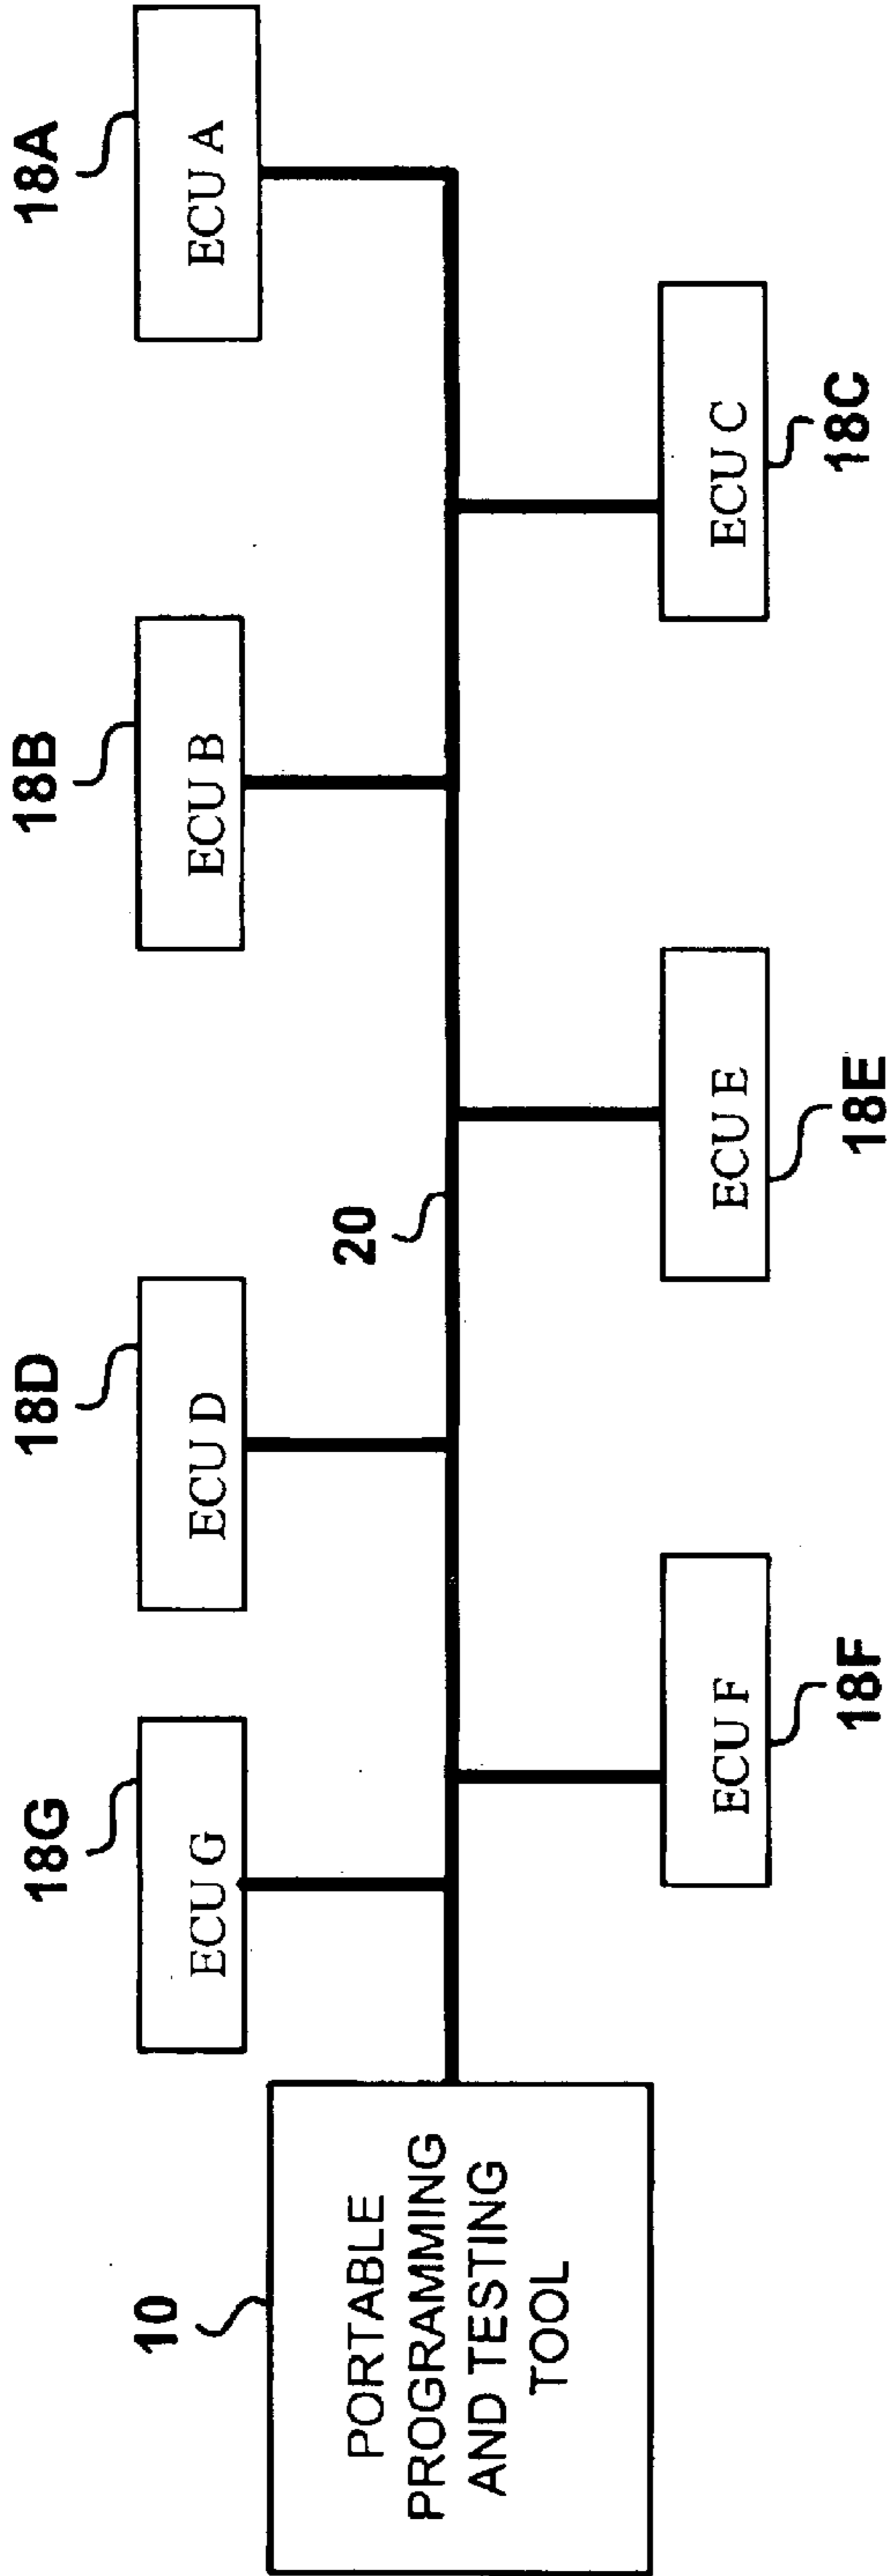 18G
18D
18B
18A
ECU G
ECU D
ECU B
ECU A
10
20
PORTABLE
PROGRAMMING
AND TESTING
TOOL
ECU F
ECU E
ECU C
18F
18E
18C